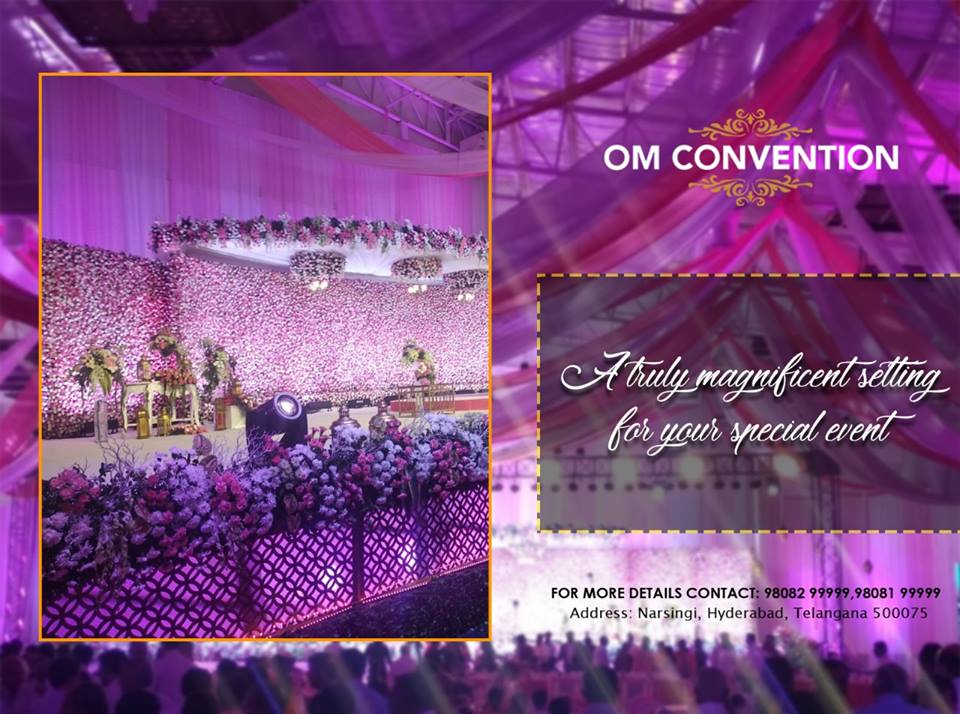 OM CONVENTION
A truly magnificent setting
for your special event
FOR MORE DETAILS CONTACT: 98082 99999,98081 99999
Address: Narsingi, Hyderabad, Telangana 500075